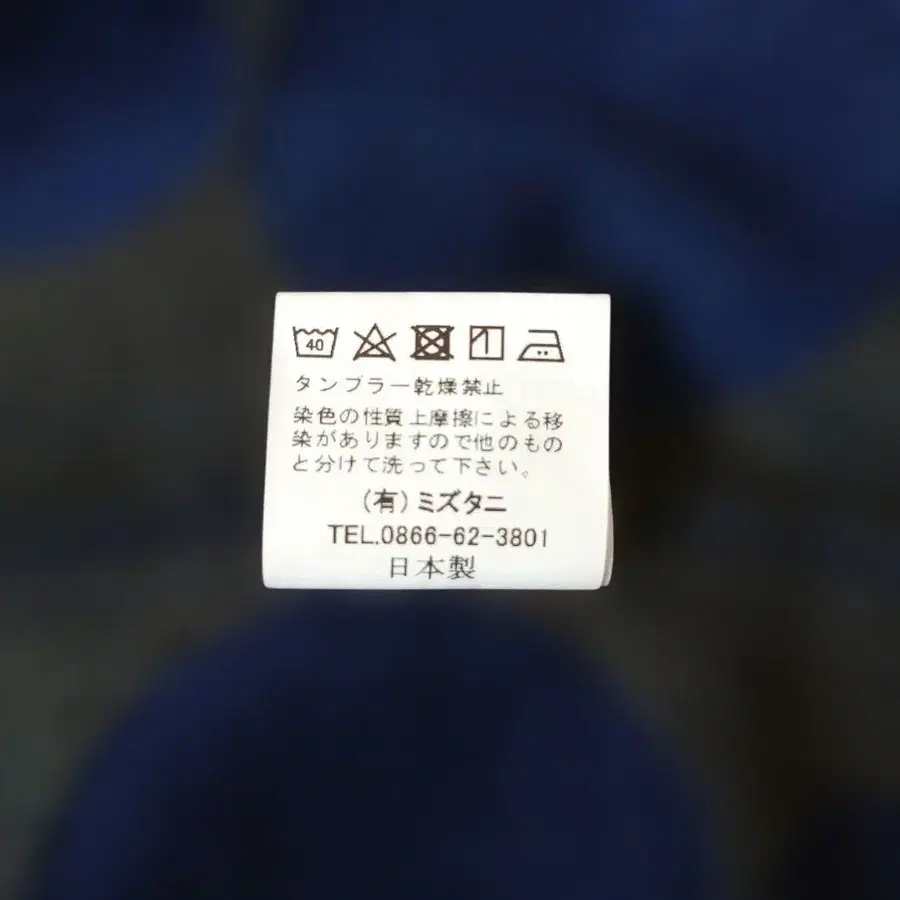 40
タンブラー乾燥禁止
染色の性質上摩擦による移
染がありますので他のもの
と分けて洗って下さい。
(有)ミズタニ
TEL.0866-62-3801
日本製